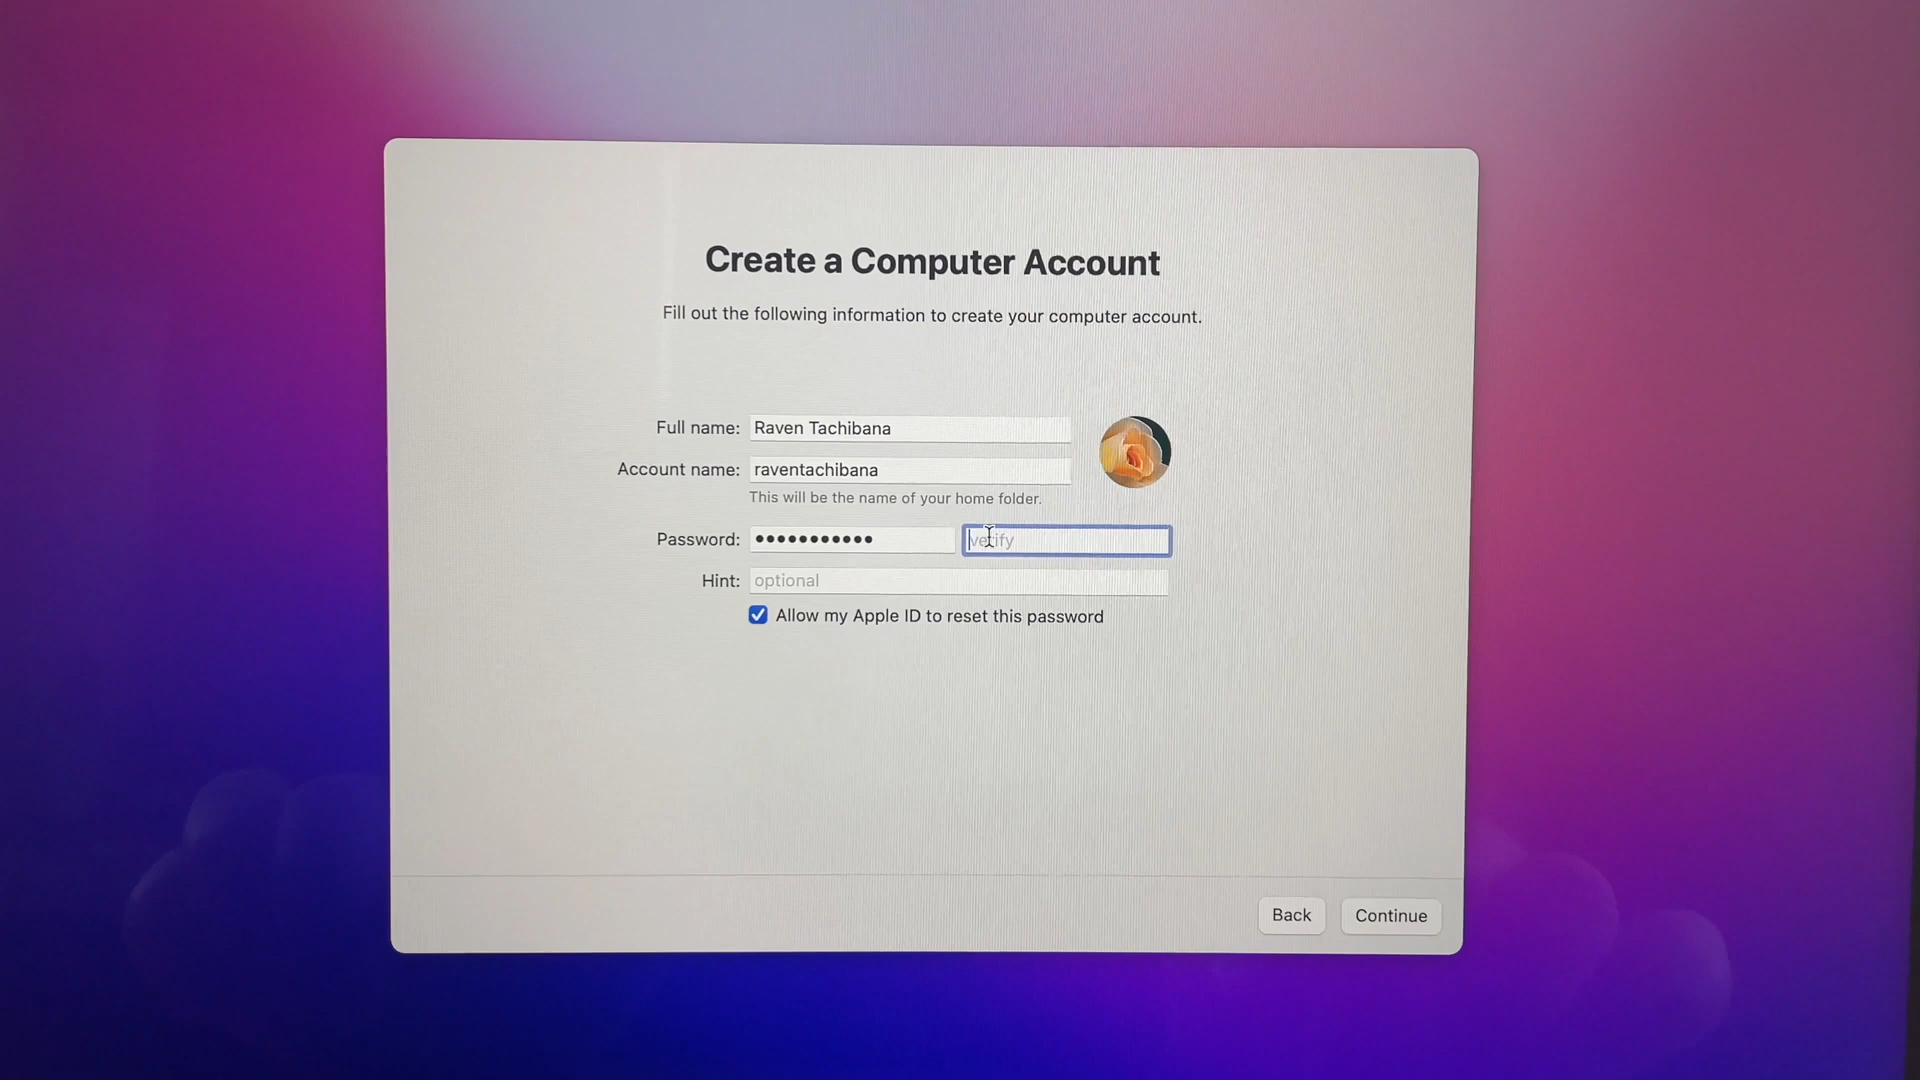 Create a Computer Account
Fill out the following information to create your computer account.
Full name: Raven Tachibana
Account name: raventachibana
This will be the name of your home folder.
Password: ••••••••••• verify
Hint: optional
Allow my Apple ID to reset this password
Back Continue